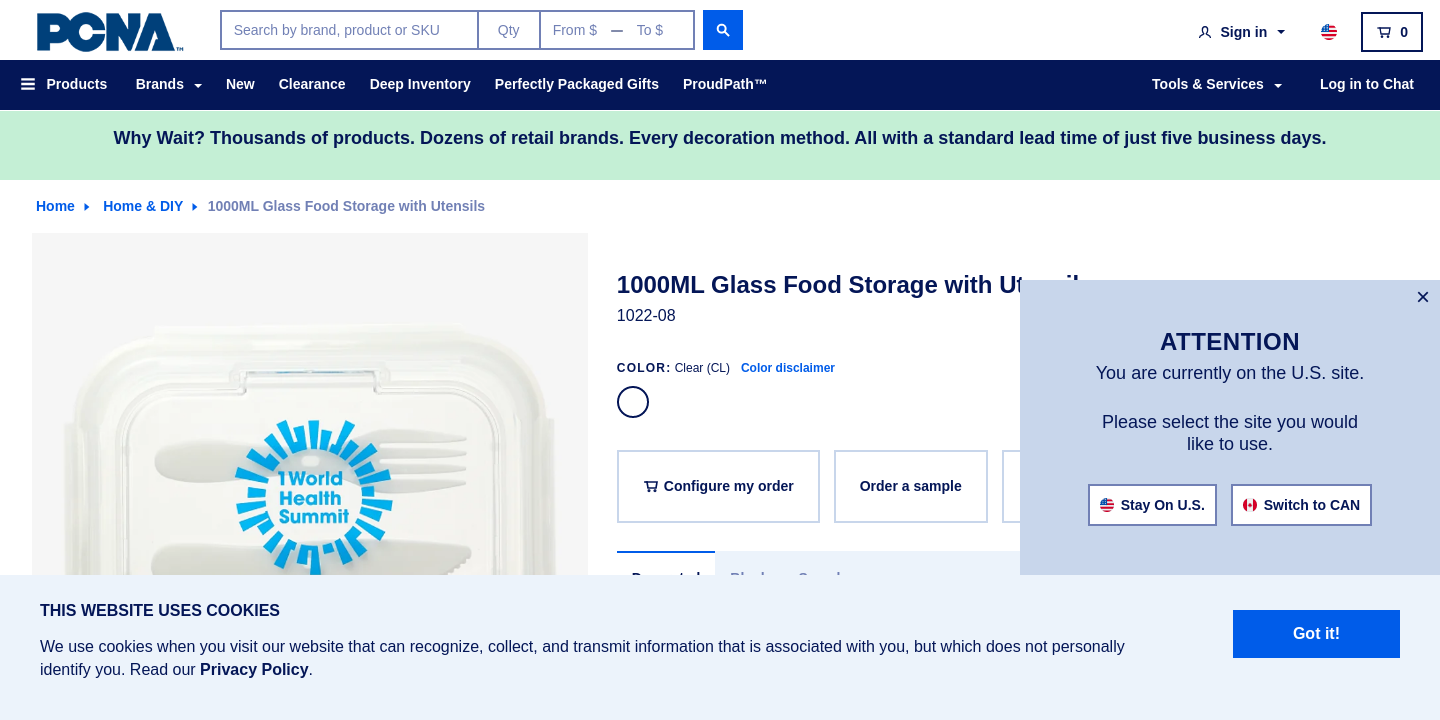 PCNA™
Search by brand, product or SKU
Qty
From $ — To $
Sign in
0
Products
Brands
New
Clearance
Deep Inventory
Perfectly Packaged Gifts
ProudPath™
Tools & Services
Log in to Chat
Why Wait? Thousands of products. Dozens of retail brands. Every decoration method. All with a standard lead time of just five business days.
Home
Home & DIY
1000ML Glass Food Storage with Utensils
1 World
Health
Summit
1000ML Glass Food Storage with
1022-08
COLOR: Clear (CL) Color disclaimer
Configure my order
Order a sample
×
ATTENTION
You are currently on the U.S. site.
Please select the site you would
like to use.
Stay On U.S.
Switch to CAN
THIS WEBSITE USES COOKIES
We use cookies when you visit our website that can recognize, collect, and transmit information that is associated with you, but which does not personally
identify you. Read our Privacy Policy.
Got it!